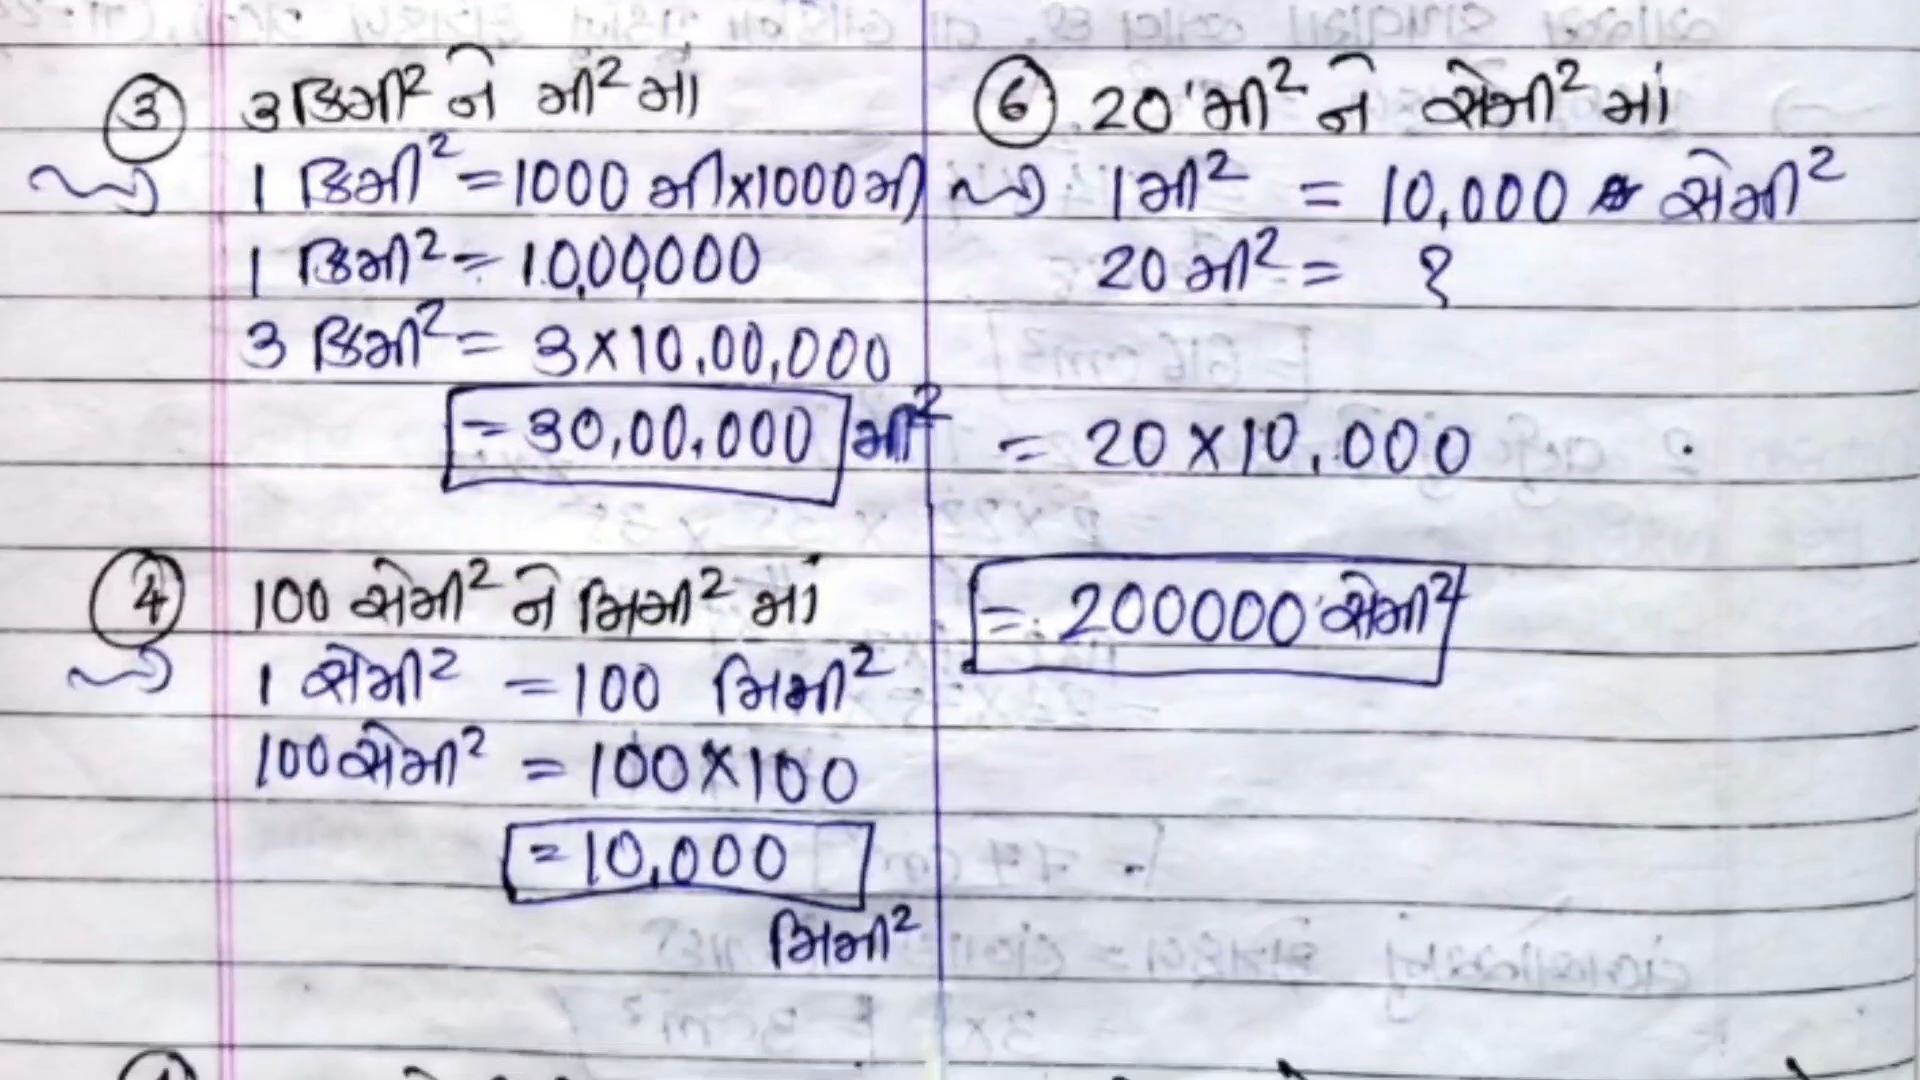 ③ 3 કિમી² ને મી² માં
1 કિમી² = 1000 મી×1000મી
1 કિમી² = 10,00,000
3 કિમી² = 3×10,00,000
= 30,00,000 મી²
④ 100 સેમી² ને મિમી² માં
1 સેમી² = 100 મિમી²
100 સેમી² = 100×100
= 10,000
મિમી²
⑥ 20 મી² ને સેમી² માં
1 મી² = 10,000 સેમી²
20 મી² = ?
= 20×10,000
= 200000 સેમી²